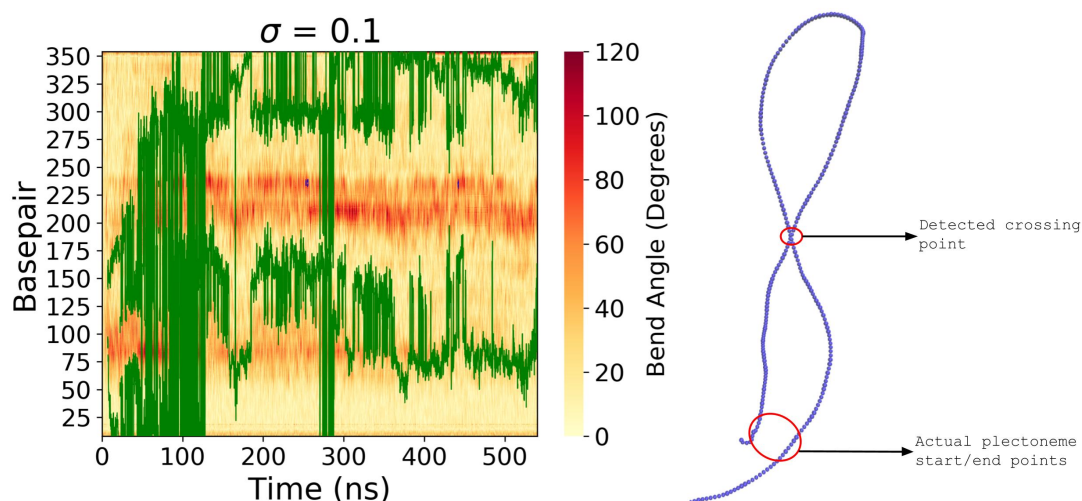 σ = 0.1
350
325
300
275
250
225
200
175
150
125
100
75
50
25
Basepair
0 100 200 300 400 500
Time (ns)
120
100
80
60
40
20
0
Bend Angle (Degrees)
Detected crossing
point
Actual plectoneme
start/end points